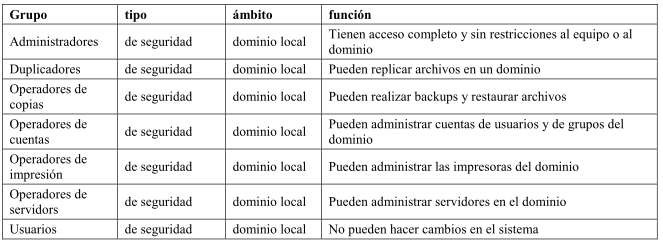 Grupo tipo ámbito función
Administradores de seguridad dominio local Tienen acceso completo y sin restricciones al equipo o al
dominio
Duplicadores de seguridad dominio local Pueden replicar archivos en un dominio
Operadores de
copias de seguridad dominio local Pueden realizar backups y restaurar archivos
Operadores de
cuentas de seguridad dominio local Pueden administrar cuentas de usuarios y de grupos del
dominio
Operadores de
impresión de seguridad dominio local Pueden administrar las impresoras del dominio
Operadores de
servidors de seguridad dominio local Pueden administrar servidores en el dominio
Usuarios de seguridad dominio local No pueden hacer cambios en el sistema